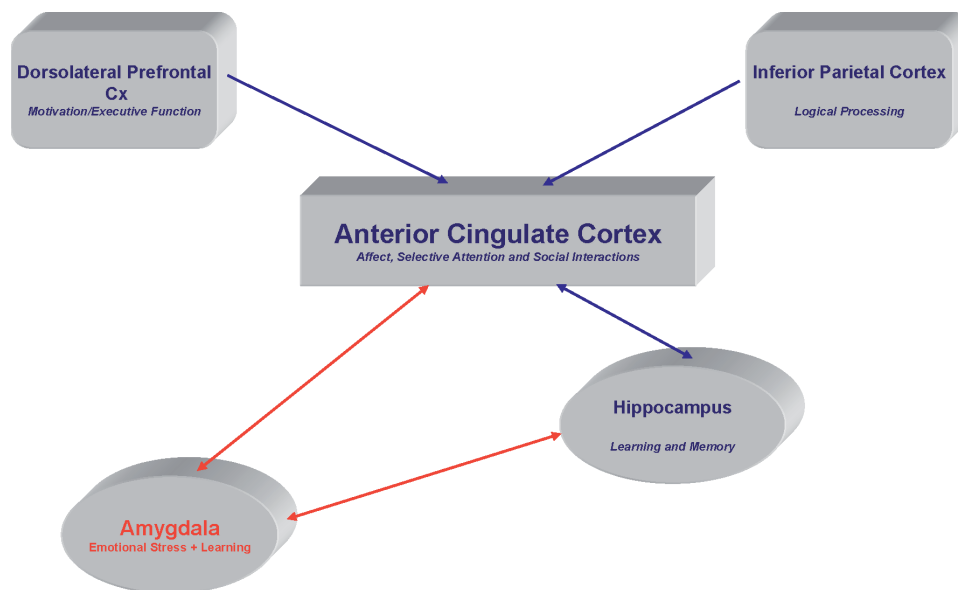 Dorsolateral Prefrontal
Cx
Motivation/Executive Function
Inferior Parietal Cortex
Logical Processing
Anterior Cingulate Cortex
Affect, Selective Attention and Social Interactions
Hippocampus
Learning and Memory
Amygdala
Emotional Stress + Learning